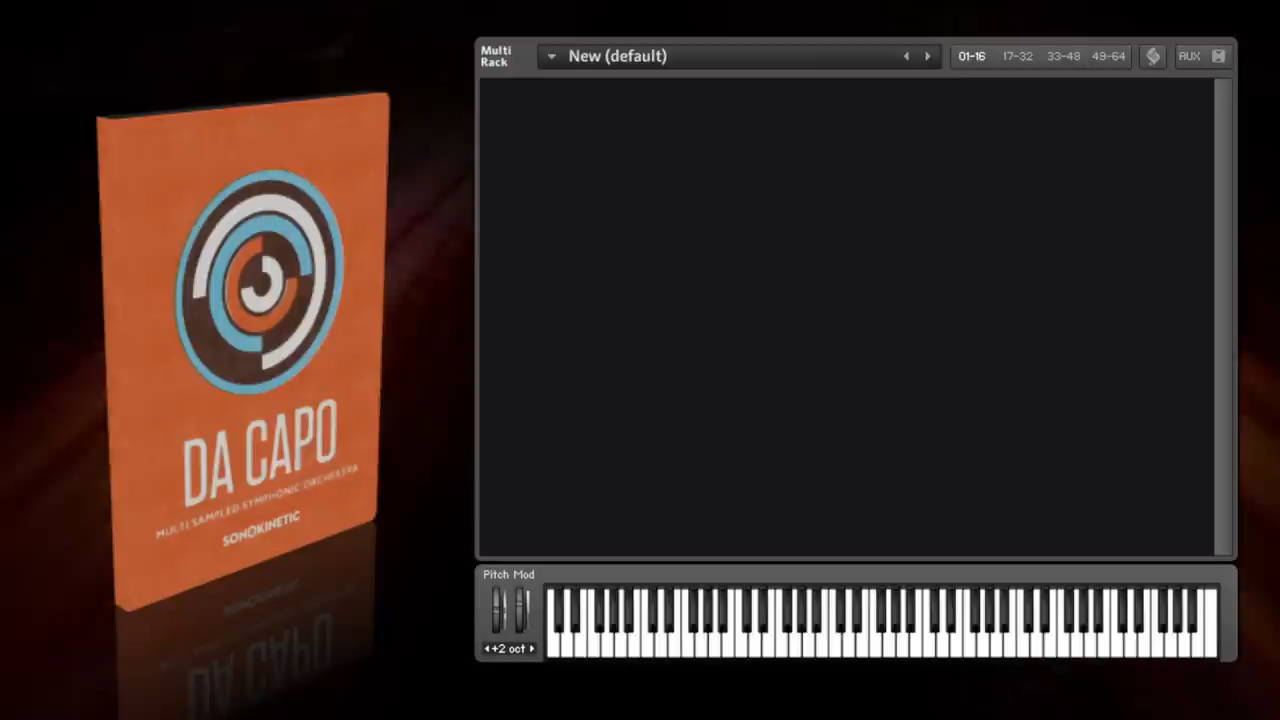 DA CAPO
MULTI SAMPLED SYMPHONIC ORCHESTRA
SONOKINETIC
Multi
Rack
New (default)
01-16 17-32 33-48 49-64
AUX
Pitch Mod
+2 oct